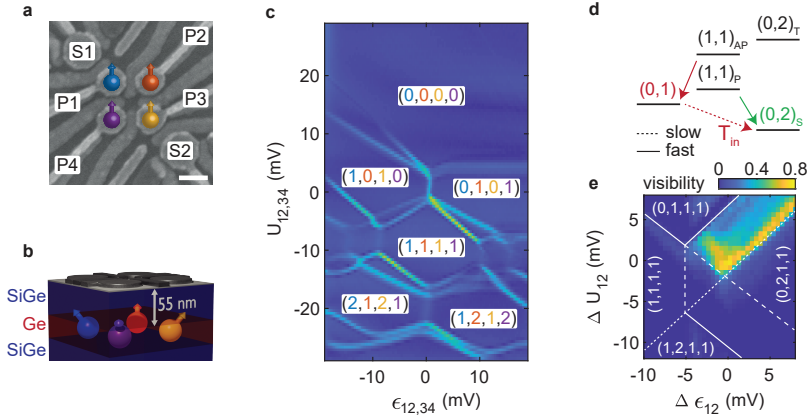 a
S1
P2
P1
P3
P4
S2
b
SiGe
Ge
SiGe
55 nm
c
U12,34 (mV)
20
10
0
-10
-20
(0,0,0,0)
(1,0,1,0)
(0,1,0,1)
(1,1,1,1)
(2,1,2,1)
(1,2,1,2)
-10
0
10
ϵ12,34 (mV)
d
(0,2)T
(1,1)AP
(1,1)P
(0,1)
(0,2)S
Tin
slow
fast
e
visibility
0
0.4
0.8
Δ U12 (mV)
5
0
-5
-10
(0,1,1,1)
(1,1,1,1)
(0,2,1,1)
(1,2,1,1)
-10
-5
0
5
Δ ϵ12 (mV)